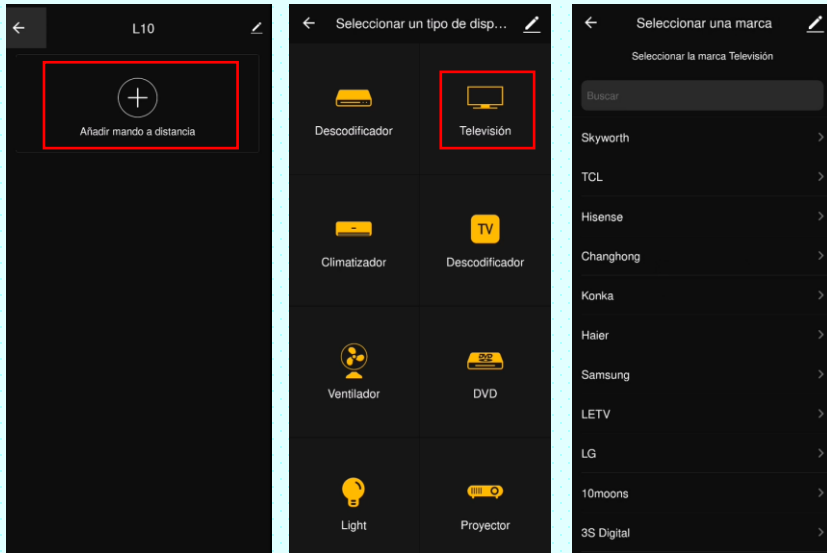 L10
Añadir mando a distancia
Seleccionar un tipo de disp...
Descodificador
Televisión
Climatizador
TV
Descodificador
Ventilador
DVD
DVD
Light
Proyector
Seleccionar una marca
Seleccionar la marca Televisión
Buscar
Skyworth
TCL
Hisense
Changhong
Konka
Haier
Samsung
LETV
LG
10moons
3S Digital